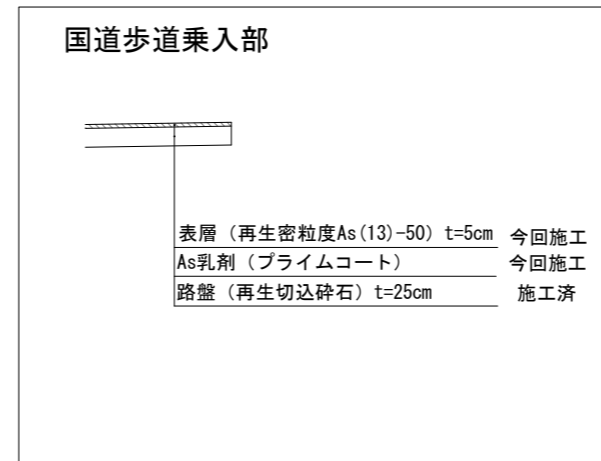 国道歩道乗入部
表層（再生密粒度As(13)-50）t=5cm 今回施工
As乳剤（プライムコート） 今回施工
路盤（再生切込砕石）t=25cm 施工済